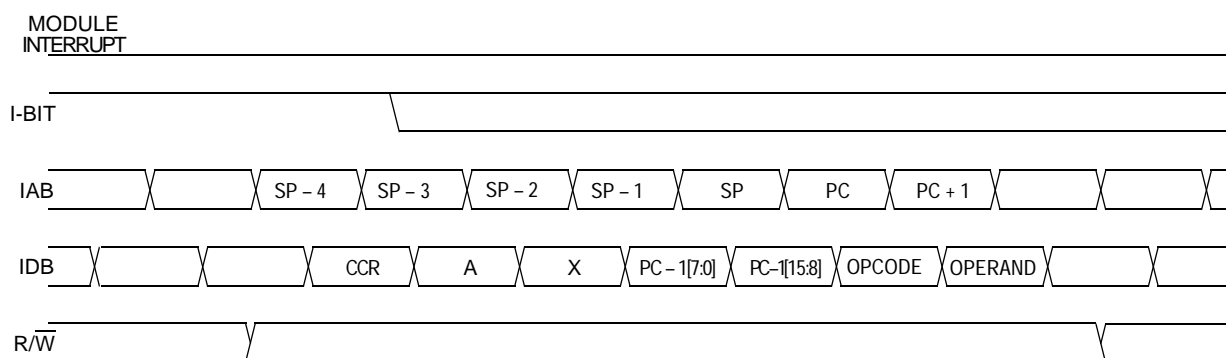 MODULE
INTERRUPT
I-BIT
IAB SP – 4 SP – 3 SP – 2 SP – 1 SP PC PC + 1
IDB CCR A X PC – 1[7:0] PC–1[15:8] OPCODE OPERAND
R/W